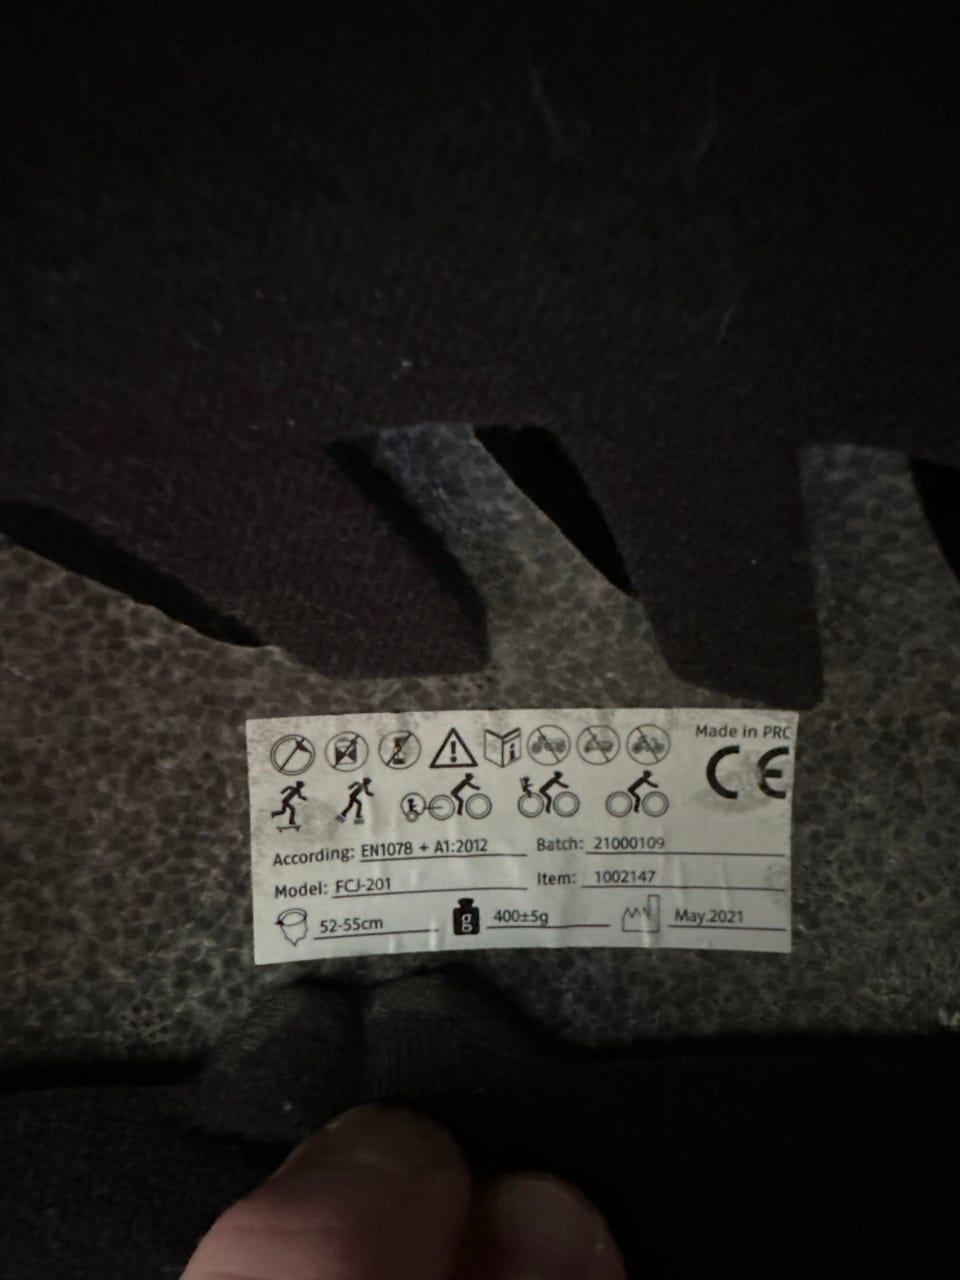 Made in PRC
CE
According: EN1078 + A1:2012 Batch: 21000109
Model: FCJ-201 Item: 1002147
52-55cm g 400±5g May.2021